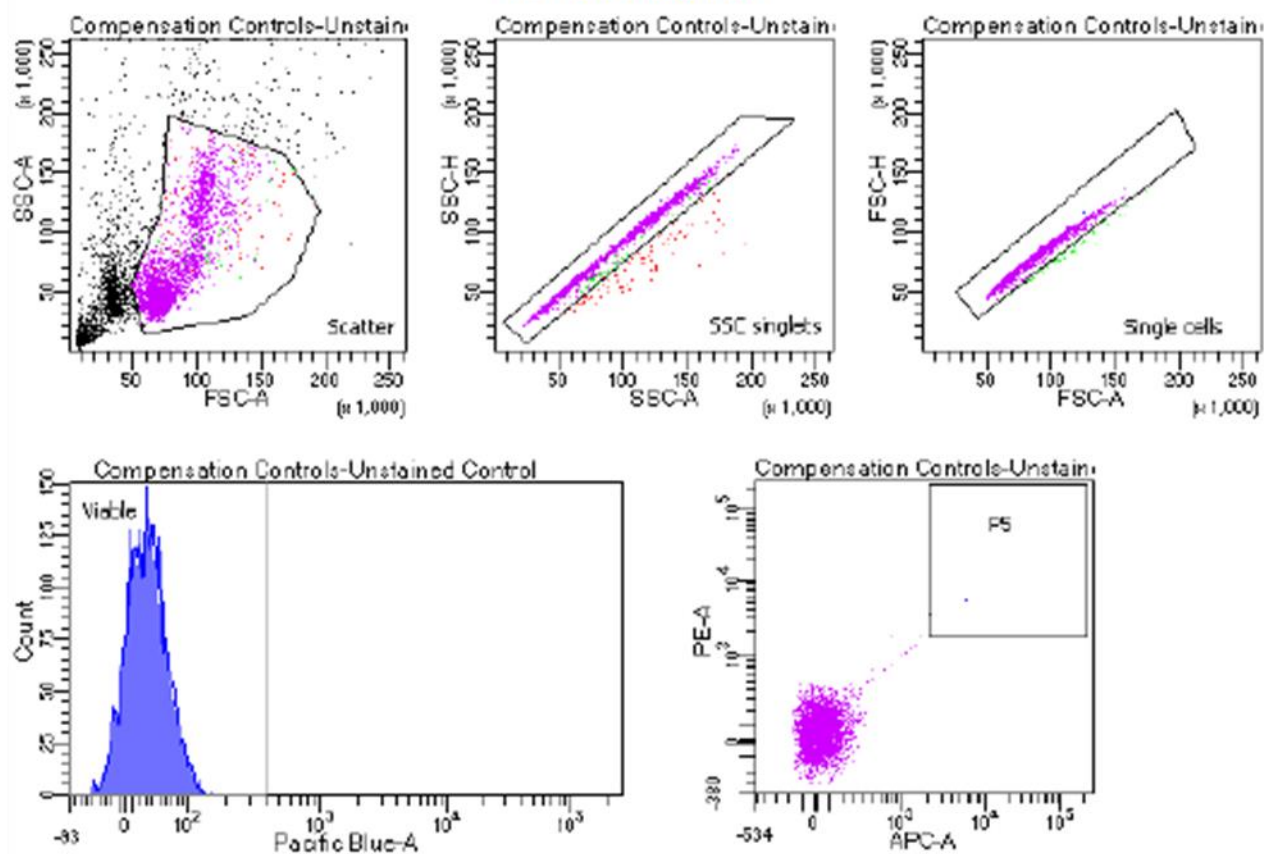 Compensation Controls-Unstain
SSC-A
(x 1,000)
50 100 150 200 250
Scatter
50 100 150 200 250
FSC-A
(x 1,000)
Compensation Controls-Unstain
SSC-H
(x 1,000)
50 100 150 200 250
SSC singlets
50 100 150 200 250
SSC-A
(x 1,000)
Compensation Controls-Unstain
FSC-H
(x 1,000)
50 100 150 200 250
Single cells
50 100 150 200 250
FSC-A
(x 1,000)
Compensation Controls-Unstained Control
Count
0 25 50 75 100 125 150
Viable
-83 0 10² 10³ 10⁴ 10⁵
Pacific Blue-A
Compensation Controls-Unstain
PE-A
0 10⁴ 10⁵
P5
-534 0 10³ 10⁴ 10⁵
APC-A